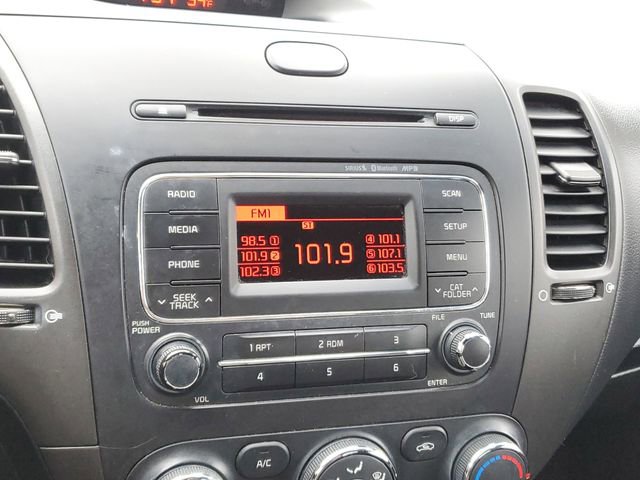 DISP
SIRIUS Bluetooth MP3
RADIO
SCAN
MEDIA
SETUP
PHONE
MENU
SEEK
TRACK
CAT
FOLDER
FM1
ST
98.5 1
101.9 2
102.3 3
101.9
4 101.1
5 107.1
6 103.5
PUSH
POWER
VOL
1 RPT
2 RDM
3
4
5
6
FILE
TUNE
ENTER
A/C